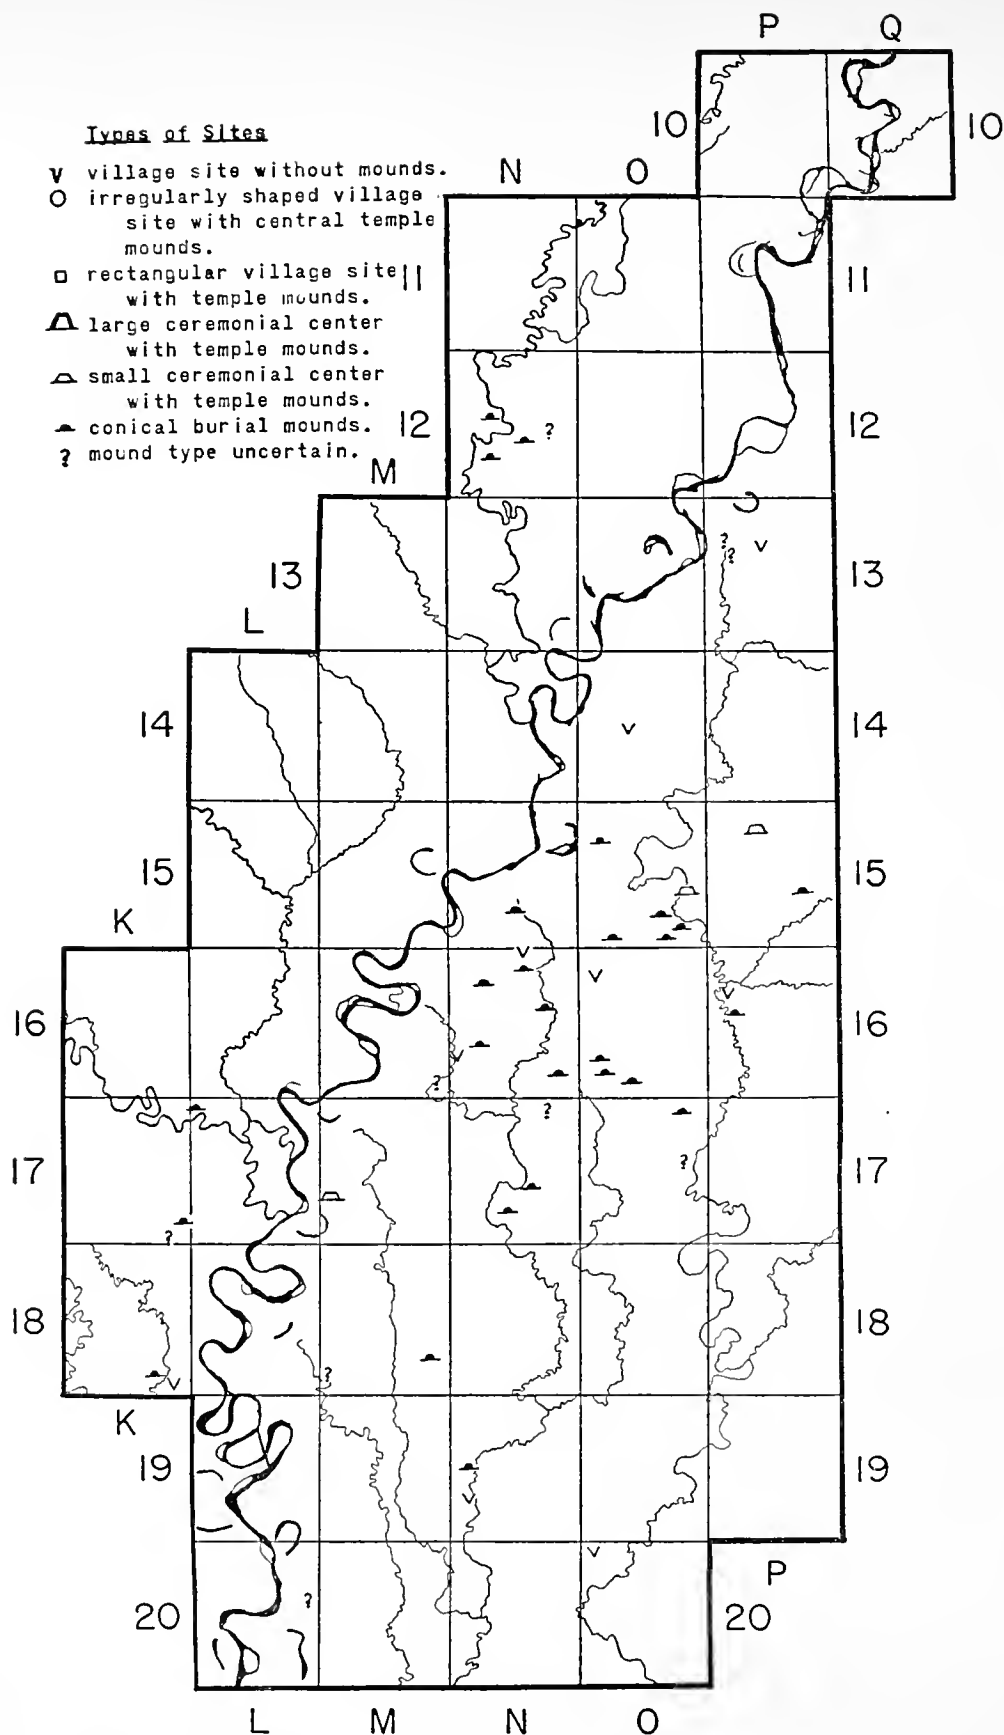 P Q
10 10
Types of Sites
V village site without mounds.
O irregularly shaped village
site with central temple
mounds.
□ rectangular village site
with temple mounds.
large ceremonial center
with temple mounds.
small ceremonial center
with temple mounds.
conical burial mounds.
? mound type uncertain.
N O
11 11
12 12
?
M
13 13
? ?
V
L
14 14
V
15 15
K
V
V
V
16 16
V
?
?
17 17
?
?
18 18
?
V
K
19 19
V
V
P
20 20
?
L M N O